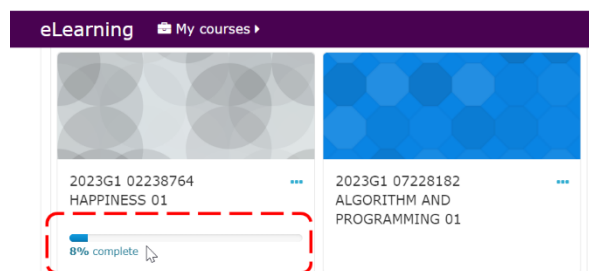 eLearning My courses
2023G1 02238764
HAPPINESS 01
8% complete
2023G1 07228182
ALGORITHM AND
PROGRAMMING 01